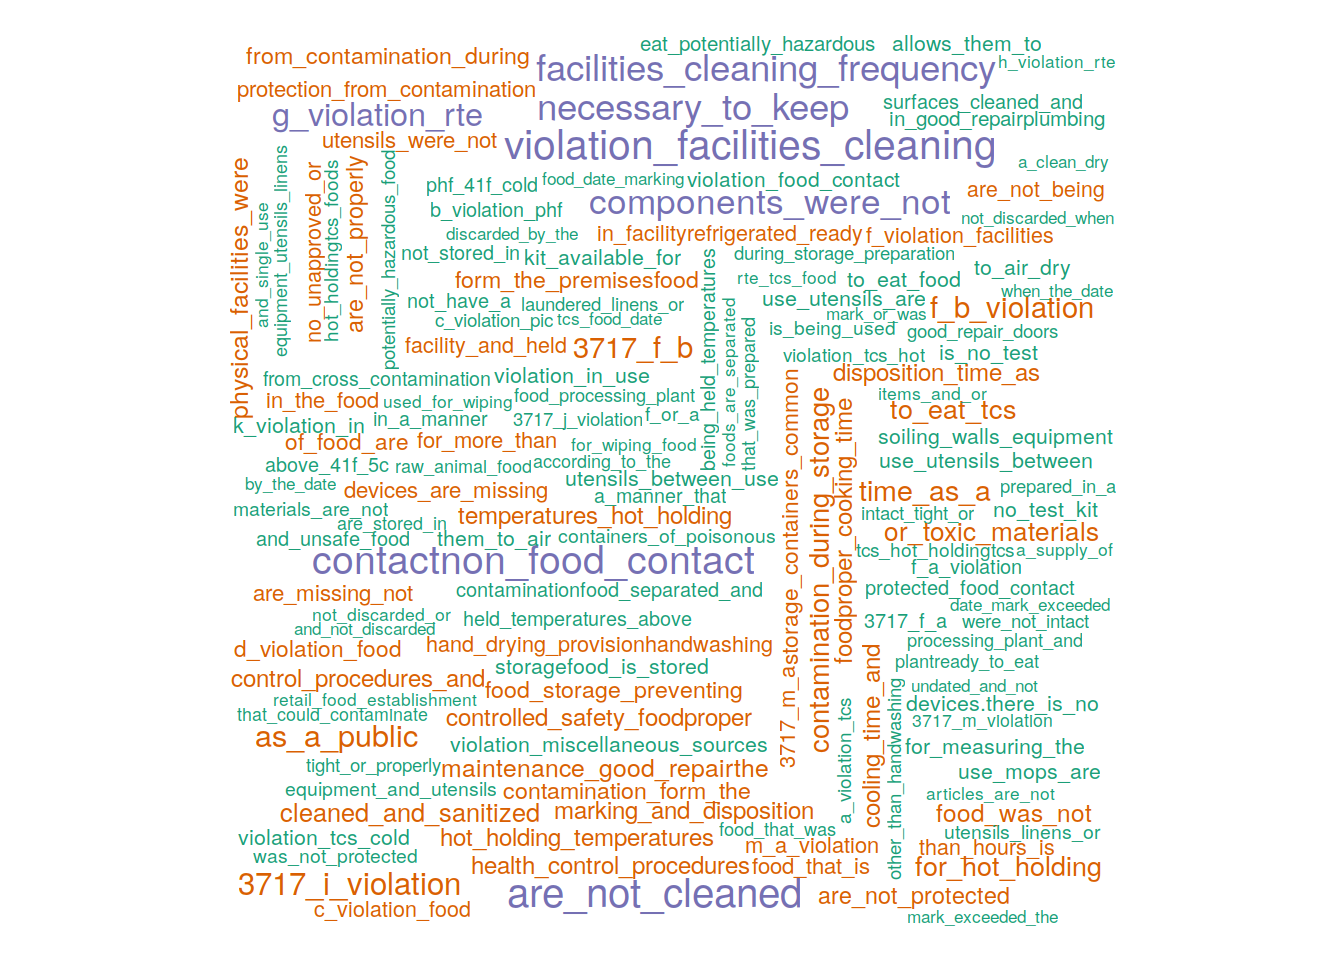 eat_potentially_hazardous allows_them_to
from_contamination_during
facilities_cleaning_frequency h_violation_rte
protection_from_contamination
necessary_to_keep surfaces_cleaned_and
g_violation_rte in_good_repairplumbing
utensils_were_not violation_facilities_cleaning
a_clean_dry
physical_facilities_were
and_single_use
equipment_utensils_linens
no_unapproved_or
hot_holdingtcs_foods
are_not_properly
potentially_hazardous_food
phf_41f_cold food_date_marking violation_food_contact
are_not_being
b_violation_phf components_were_not
not_discarded_when
discarded_by_the in_facilityrefrigerated_ready f_violation_facilities
not_stored_in kit_available_for during_storage_preparation
being_held_temperatures
to_air_dry
form_the_premisesfood rte_tcs_food to_eat_food
when_the_date
not_have_a laundered_linens_or use_utensils_are
f_b_violation
c_violation_pic tcs_food_date mark_or_was
foods_are_separated
that_was_prepared
is_being_used good_repair_doors
facility_and_held 3717_f_b
violation_tcs_hot is_no_test
from_cross_contamination violation_in_use
disposition_time_as
in_the_food used_for_wiping food_processing_plant
items_and_or
k_violation_in in_a_manner 3717_j_violation f_or_a
to_eat_tcs
of_food_are for_more_than for_wiping_food
soiling_walls_equipment
above_41f_5c raw_animal_food according_to_the
use_utensils_between
by_the_date devices_are_missing utensils_between_use
a_manner_that
time_as_a prepared_in_a
materials_are_not
are_stored_in temperatures_hot_holding
intact_tight_or no_test_kit
and_unsafe_food them_to_air containers_of_poisonous
or_toxic_materials
3717_m_astorage_containers_common
contamination_during_storage
foodproper_cooking_time
contactnon_food_contact
tcs_hot_holdingtcs a_supply_of
f_a_violation
are_missing_not contaminationfood_separated_and
protected_food_contact
not_discarded_or held_temperatures_above
date_mark_exceeded
and_not_discarded
3717_f_a were_not_intact
d_violation_food hand_drying_provisionhandwashing
processing_plant_and
storagefood_is_stored
plantready_to_eat
control_procedures_and food_storage_preventing
cooling_time_and
other_than_handwashing
undated_and_not
retail_food_establishment
devices.there_is_no
that_could_contaminate controlled_safety_foodproper
a_violation_tcs
3717_m_violation
as_a_public violation_miscellaneous_sources
for_measuring_the
tight_or_properly maintenance_good_repairthe
use_mops_are
equipment_and_utensils contamination_form_the
articles_are_not
cleaned_and_sanitized marking_and_disposition
food_was_not
violation_tcs_cold hot_holding_temperatures food_that_was
utensils_linens_or
m_a_violation than_hours_is
was_not_protected
health_control_procedures food_that_is for_hot_holding
3717_i_violation are_not_cleaned are_not_protected
c_violation_food
mark_exceeded_the